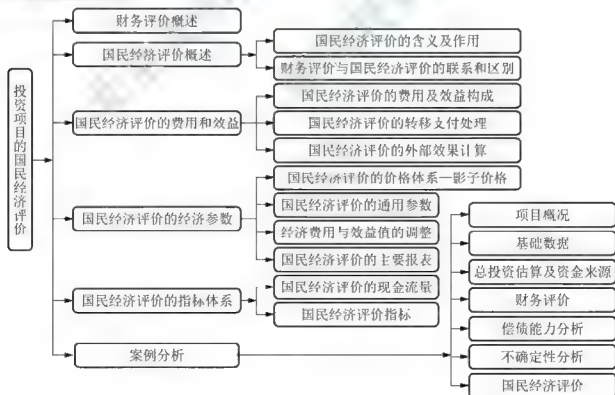 投资项目的国民经济评价
财务评价概述
国民经济评价概述
国民经济评价的含义及作用
财务评价与国民经济评价的联系和区别
国民经济评价的费用和效益
国民经济评价的费用及效益构成
国民经济评价的转移支付处理
国民经济评价的外部效果计算
国民经济评价的经济参数
国民经济评价的价格体系—影子价格
国民经济评价的通用参数
经济费用与效益值的调整
国民经济评价的主要报表
国民经济评价的指标体系
国民经济评价的现金流量
国民经济评价指标
案例分析
项目概况
基础数据
总投资估算及资金来源
财务评价
偿债能力分析
不确定性分析
国民经济评价